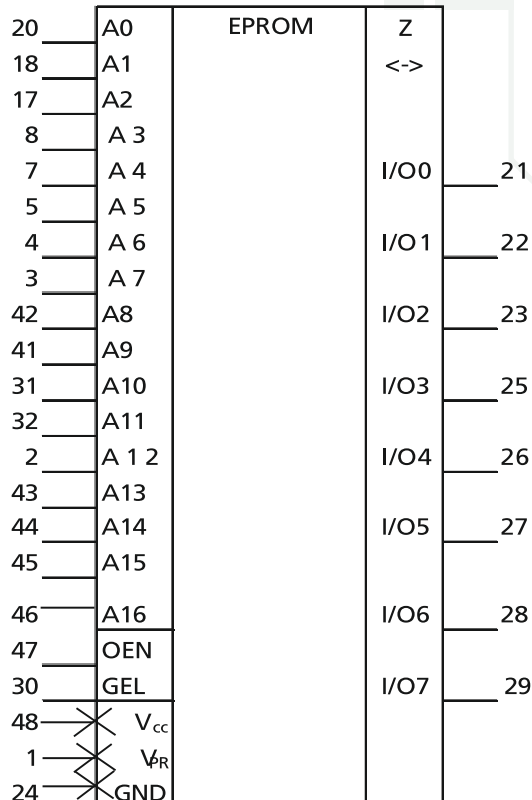 20 A0 EPROM Z
18 A1 <->
17 A2
8 A 3
7 A 4 I/O0 21
5 A 5
4 A 6 I/O1 22
3 A 7
42 A8 I/O2 23
41 A9
31 A10 I/O3 25
32 A11
2 A 1 2 I/O4 26
43 A13
44 A14 I/O5 27
45 A15
46 A16 I/O6 28
47 OEN
30 GEL I/O7 29
48 Vcc
1 VPR
24 GND